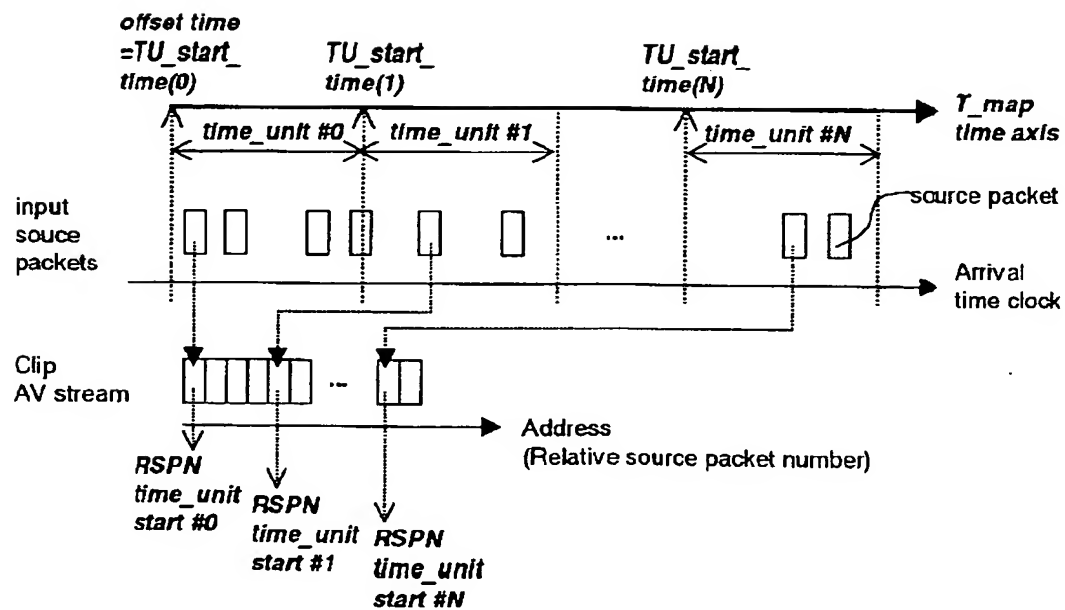 offset time
=TU_start_
time(0)
TU_start_
time(1)
TU_start_
time(N)
T_map
time axis
time_unit #0
time_unit #1
time_unit #N
input
souce
packets
...
source packet
Arrival
time clock
Clip
AV stream
...
Address
(Relative source packet number)
RSPN
time_unit
start #0
RSPN
time_unit
start #1
RSPN
time_unit
start #N